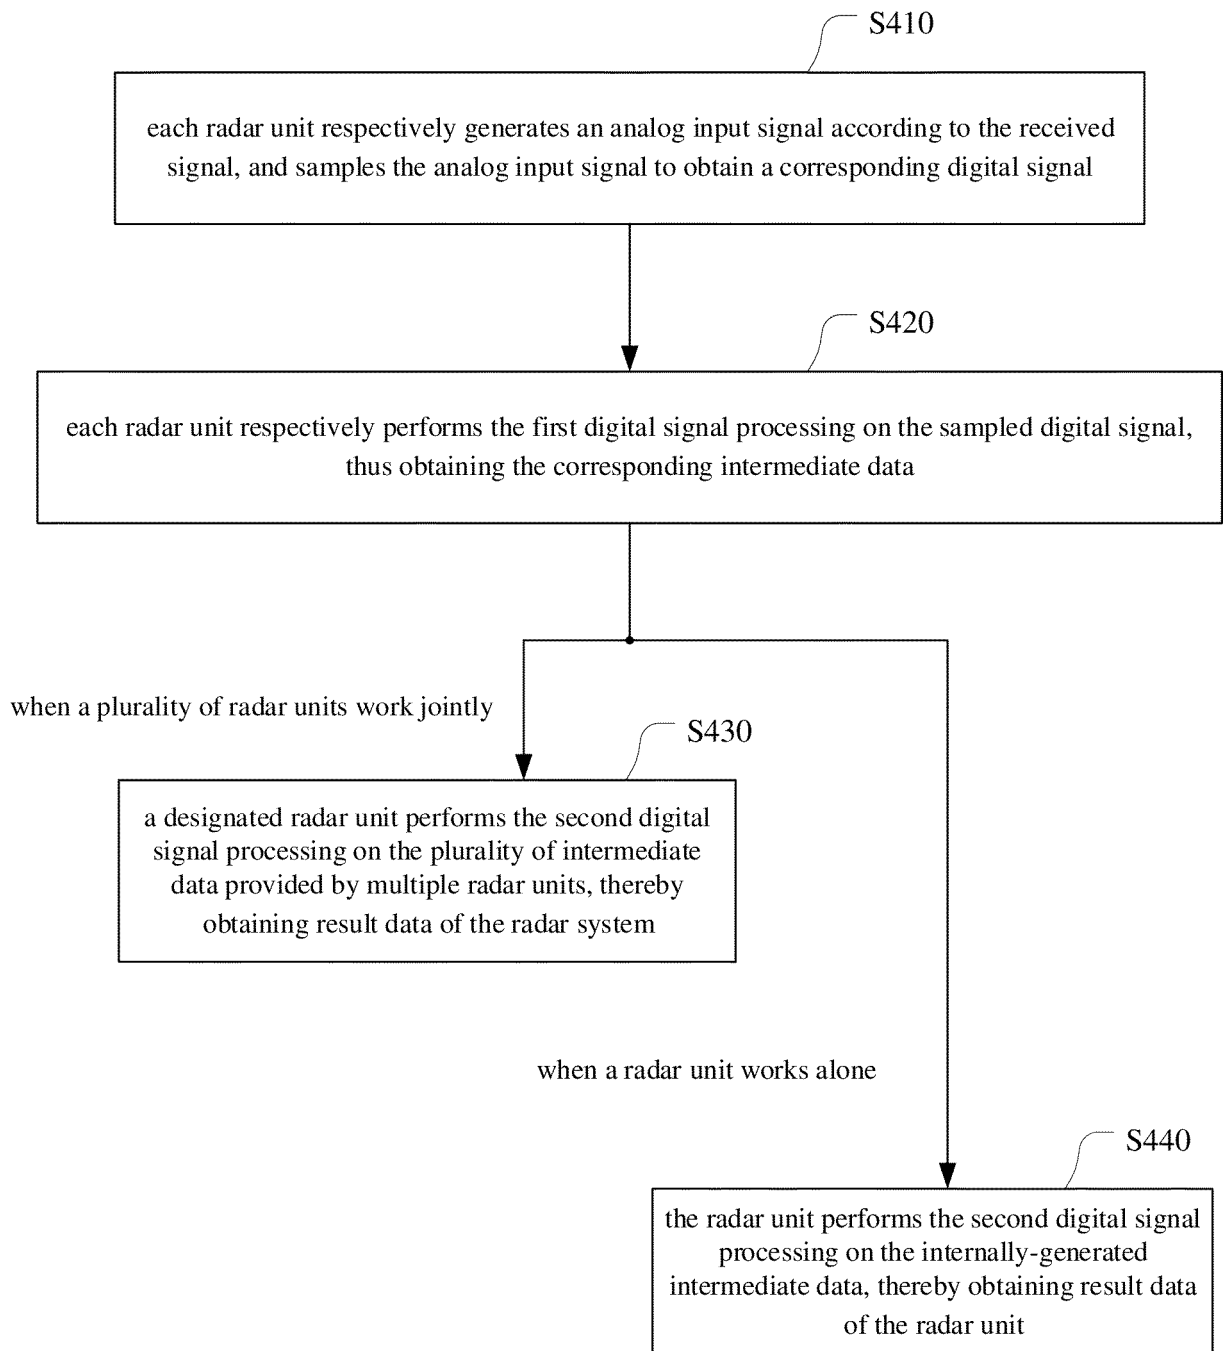 S410
each radar unit respectively generates an analog input signal according to the received
signal, and samples the analog input signal to obtain a corresponding digital signal
S420
each radar unit respectively performs the first digital signal processing on the sampled digital signal,
thus obtaining the corresponding intermediate data
when a plurality of radar units work jointly
S430
a designated radar unit performs the second digital
signal processing on the plurality of intermediate
data provided by multiple radar units, thereby
obtaining result data of the radar system
when a radar unit works alone
S440
the radar unit performs the second digital signal
processing on the internally-generated
intermediate data, thereby obtaining result data
of the radar unit